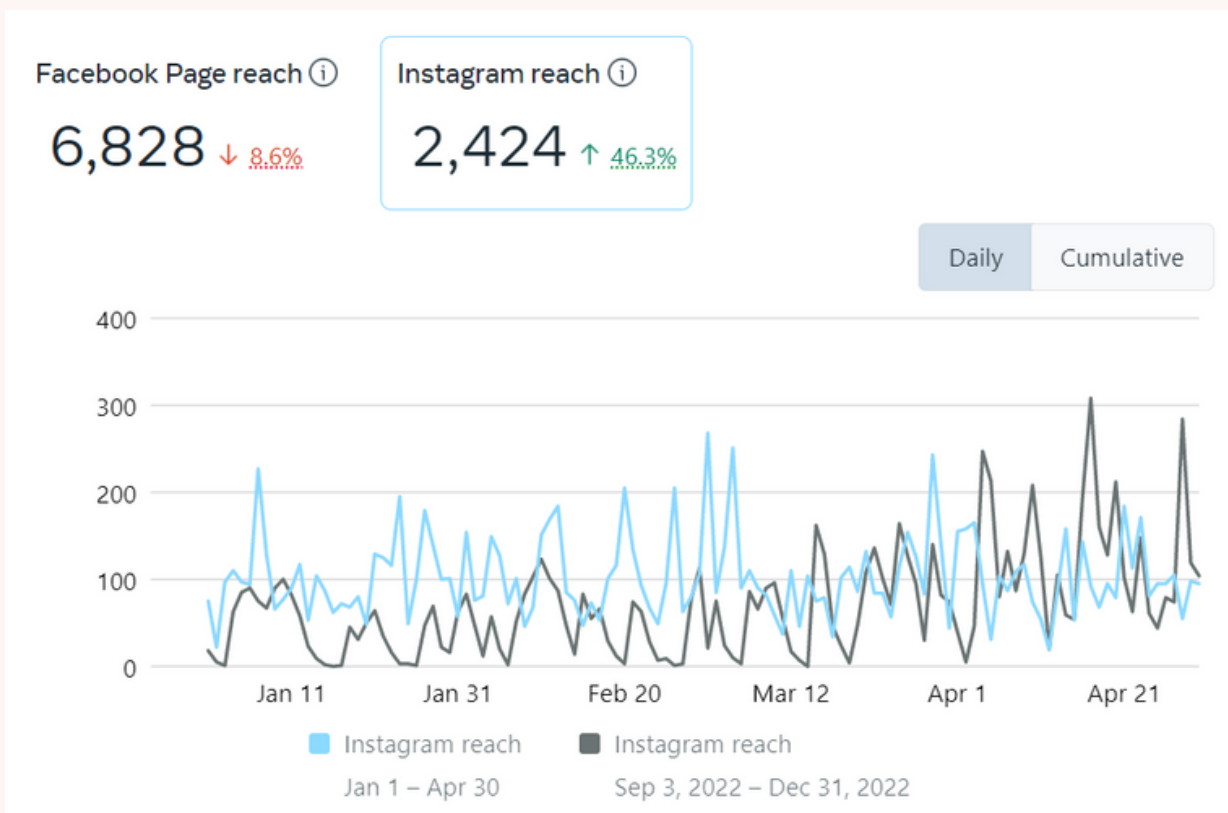 Facebook Page reach
6,828 ↓ 8.6%
Instagram reach
2,424 ↑ 46.3%
Daily Cumulative
400
300
200
100
0
Jan 11 Jan 31 Feb 20 Mar 12 Apr 1 Apr 21
Instagram reach
Jan 1 – Apr 30
Instagram reach
Sep 3, 2022 – Dec 31, 2022